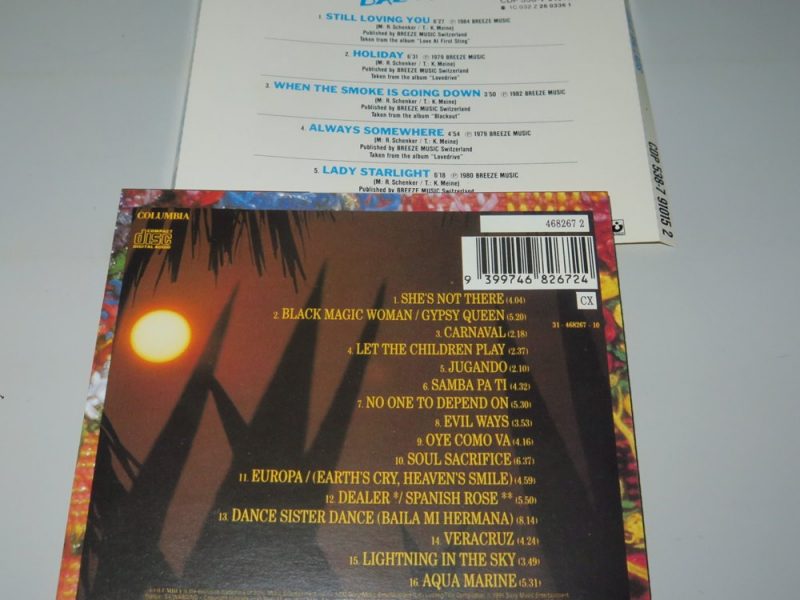 1. STILL LOVING YOU 6'27 Ⓟ 1984 BREEZE MUSIC
(M.: R. Schenker / T.: K. Meine)
Published by BREEZE MUSIC Switzerland
Taken from the album "Love At First Sting"
2. HOLIDAY 6'31 Ⓟ 1979 BREEZE MUSIC
(M.: R. Schenker / T.: K. Meine)
Published by BREEZE MUSIC Switzerland
Taken from the album "Lovedrive"
3. WHEN THE SMOKE IS GOING DOWN 3'50 Ⓟ 1982 BREEZE MUSIC
(M.: R. Schenker / T.: K. Meine)
Published by BREEZE MUSIC Switzerland
Taken from the album "Blackout"
4. ALWAYS SOMEWHERE 4'54 Ⓟ 1979 BREEZE MUSIC
(M.: R. Schenker / T.: K. Meine)
Published by BREEZE MUSIC Switzerland
Taken from the album "Lovedrive"
5. LADY STARLIGHT 6'18 Ⓟ 1980 BREEZE MUSIC
(M.: R. Schenker / T.: K. Meine)
Published by BREEZE MUSIC Switzerland
CDP 538-7 91015 2
COLUMBIA
COMPACT
disc
DIGITAL AUDIO
468267 2
9 399746 826724
CX
31-468267-10
1. SHE'S NOT THERE (4.04)
2. BLACK MAGIC WOMAN / GYPSY QUEEN (5.20)
3. CARNAVAL (2.18)
4. LET THE CHILDREN PLAY (2.37)
5. JUGANDO (2.10)
6. SAMBA PA TI (4.32)
7. NO ONE TO DEPEND ON (5.30)
8. EVIL WAYS (3.53)
9. OYE COMO VA (4.16)
10. SOUL SACRIFICE (6.37)
11. EUROPA / (EARTH'S CRY, HEAVEN'S SMILE) (4.59)
12. DEALER */ SPANISH ROSE ** (5.50)
13. DANCE SISTER DANCE (BAILA MI HERMANA) (8.14)
14. VERACRUZ (4.24)
15. LIGHTNING IN THE SKY (3.49)
16. AQUA MARINE (5.31)